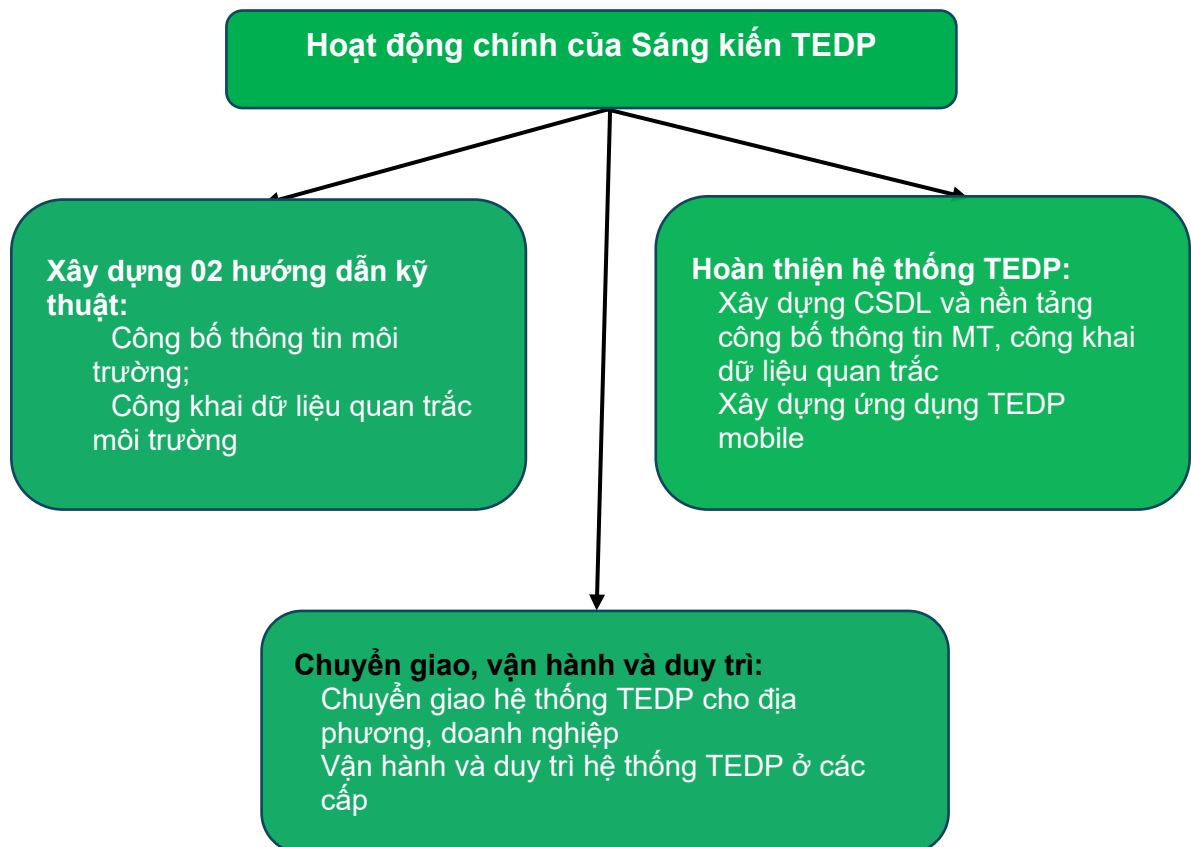 Hoạt động chính của Sáng kiến TEDP
Xây dựng 02 hướng dẫn kỹ
thuật:
Công bố thông tin môi
trường;
Công khai dữ liệu quan trắc
môi trường
Hoàn thiện hệ thống TEDP:
Xây dựng CSDL và nền tảng
công bố thông tin MT, công khai
dữ liệu quan trắc
Xây dựng ứng dụng TEDP
mobile
Chuyển giao, vận hành và duy trì:
Chuyển giao hệ thống TEDP cho địa
phương, doanh nghiệp
Vận hành và duy trì hệ thống TEDP ở các
cấp